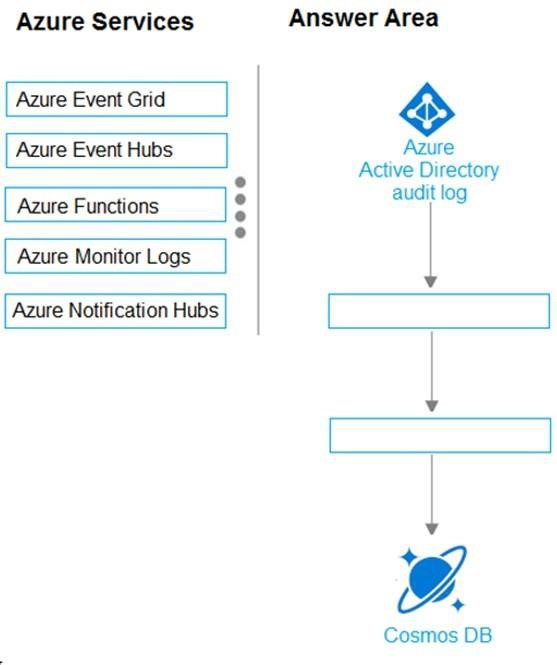 Azure Services
Answer Area
Azure Event Grid
Azure Event Hubs
Azure Functions
Azure Monitor Logs
Azure Notification Hubs
Azure
Active Directory
audit log
Cosmos DB